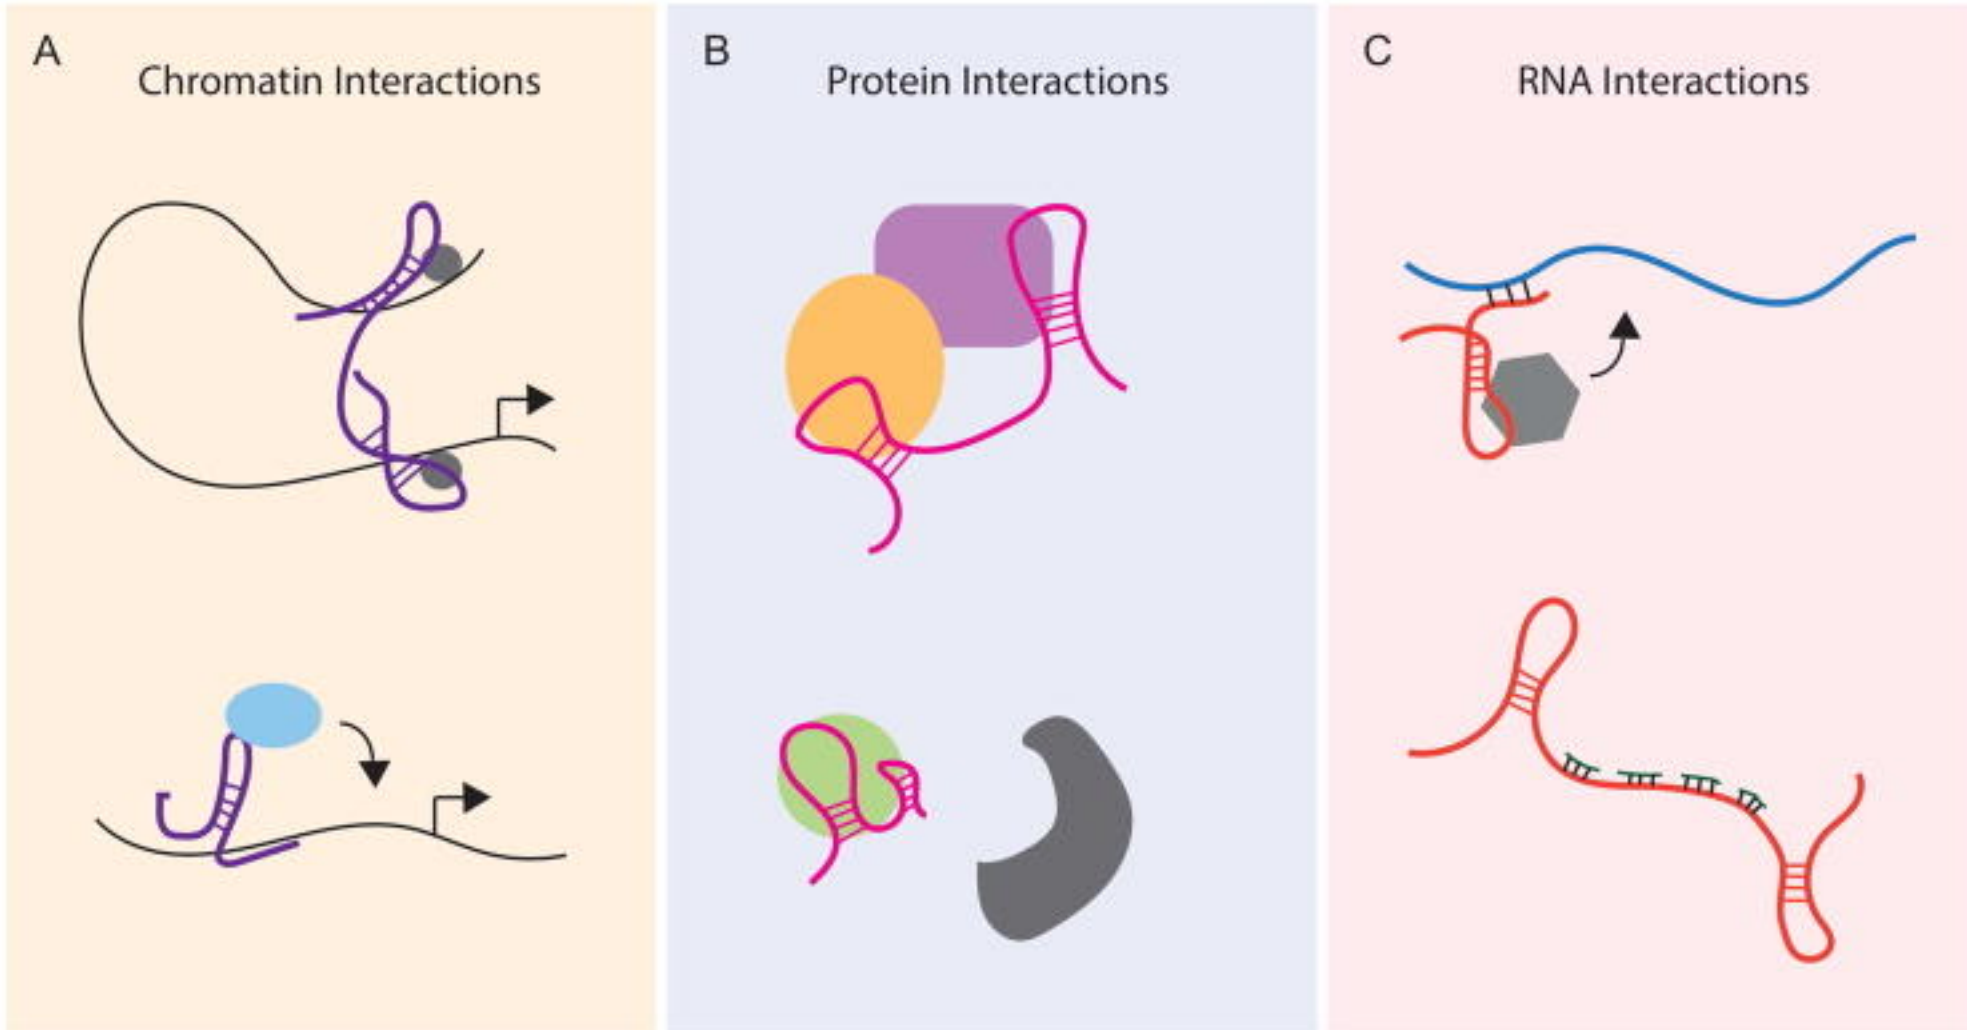 A
Chromatin Interactions
B
Protein Interactions
C
RNA Interactions